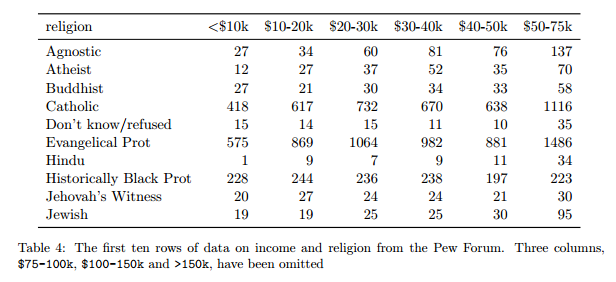 religion <$10k $10-20k $20-30k $30-40k $40-50k $50-75k
Agnostic 27 34 60 81 76 137
Atheist 12 27 37 52 35 70
Buddhist 27 21 30 34 33 58
Catholic 418 617 732 670 638 1116
Don't know/refused 15 14 15 11 10 35
Evangelical Prot 575 869 1064 982 881 1486
Hindu 1 9 7 9 11 34
Historically Black Prot 228 244 236 238 197 223
Jehovah's Witness 20 27 24 24 21 30
Jewish 19 19 25 25 30 95
Table 4: The first ten rows of data on income and religion from the Pew Forum. Three columns,
$75-100k, $100-150k and >150k, have been omitted